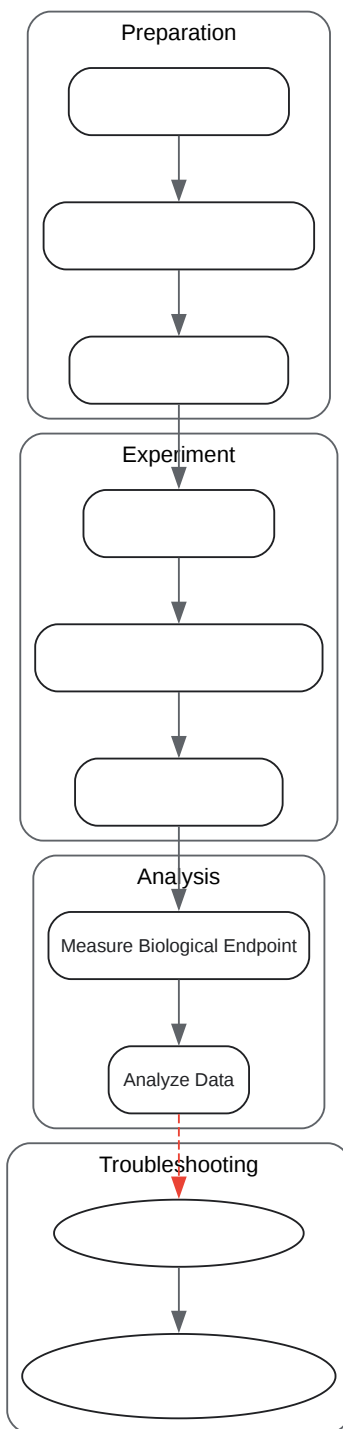 Preparation
Experiment
Analysis
Measure Biological Endpoint
Analyze Data
Troubleshooting